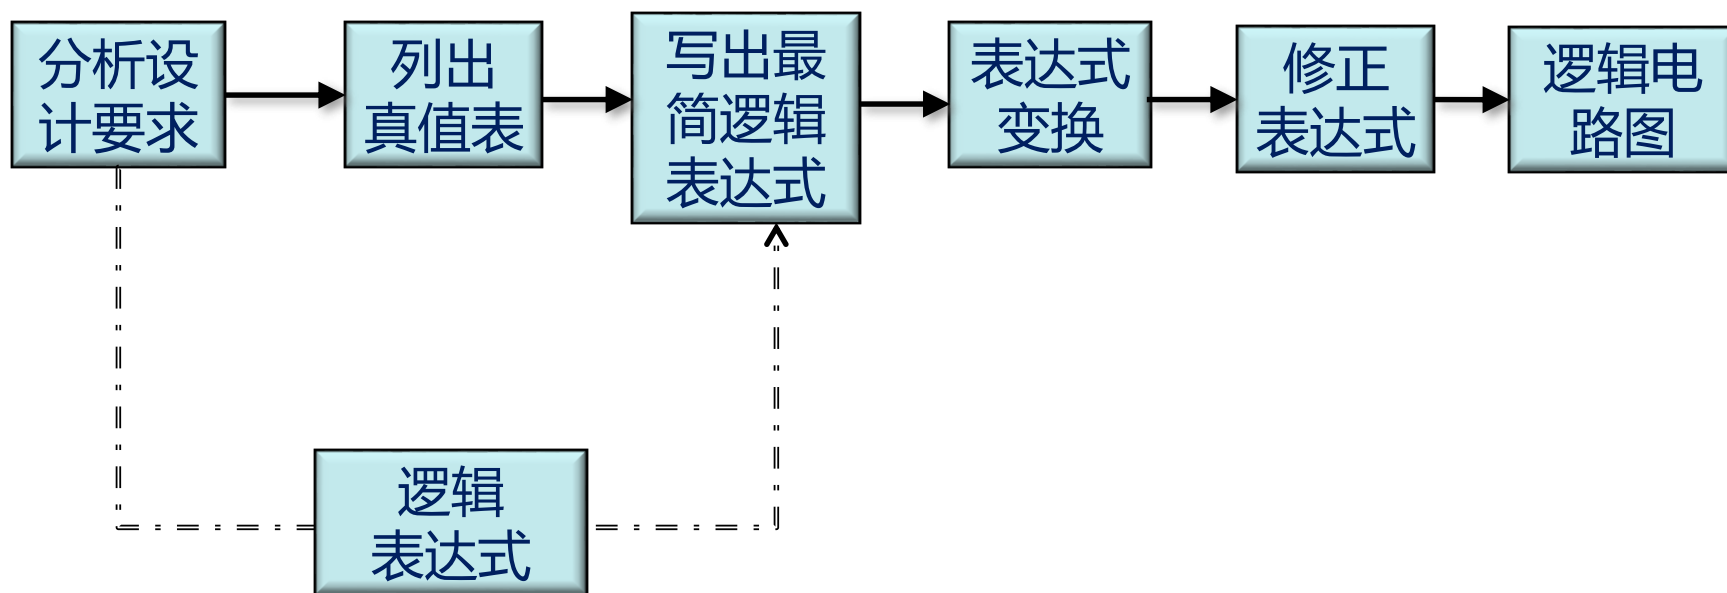 分析设
计要求
列出
真值表
写出最
简逻辑
表达式
表达式
变换
修正
表达式
逻辑电
路图
逻辑
表达式